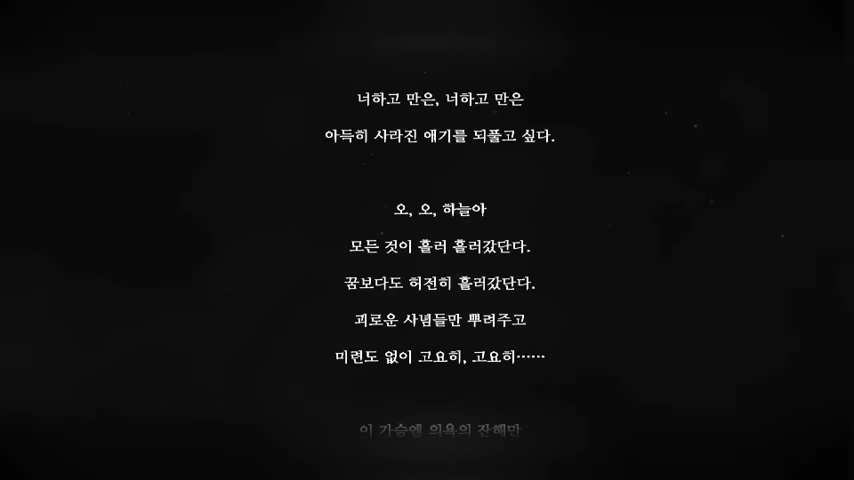 너하고 만은, 너하고 만은
아득히 사라진 얘기를 되풀고 싶다.
오, 오, 하늘아
모든 것이 흘러 흘러갔단다.
꿈보다도 허전히 흘러갔단다.
괴로운 사념들만 뿌려주고
미련도 없이 고요히, 고요히……
이 가슴엔 의욕의 잔해만